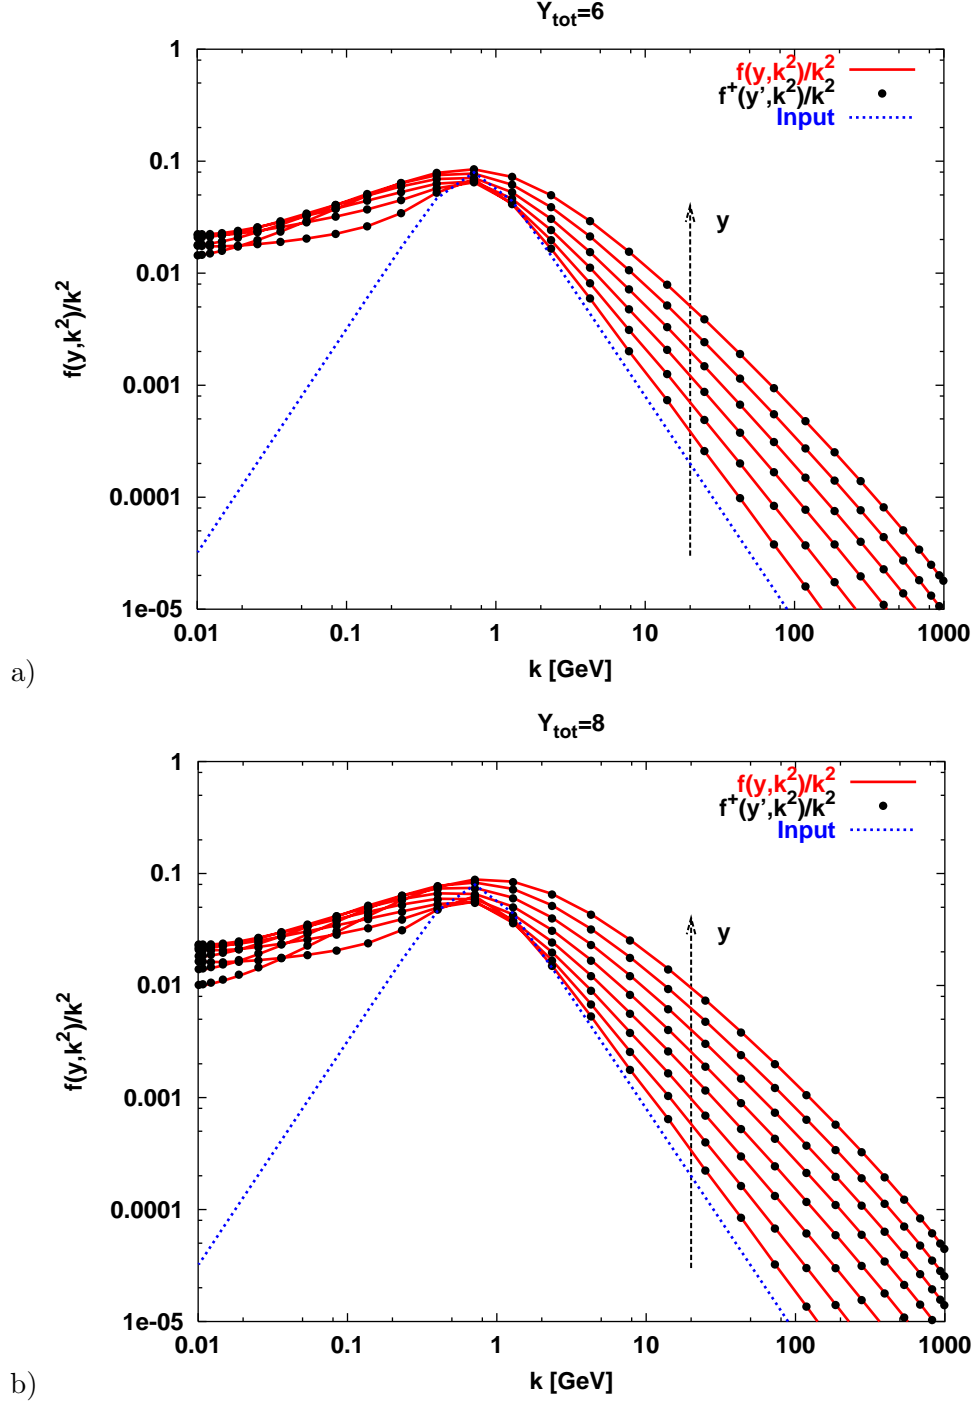 Y_tot=6
f(y,k^2)/k^2
f^+(y',k^2)/k^2
Input
1
0.1
0.01
0.001
0.0001
1e-05
f(y,k^2)/k^2
y
0.01 0.1 1 10 100 1000
k [GeV]
a)
Y_tot=8
f(y,k^2)/k^2
f^+(y',k^2)/k^2
Input
1
0.1
0.01
0.001
0.0001
1e-05
f(y,k^2)/k^2
y
0.01 0.1 1 10 100 1000
k [GeV]
b)